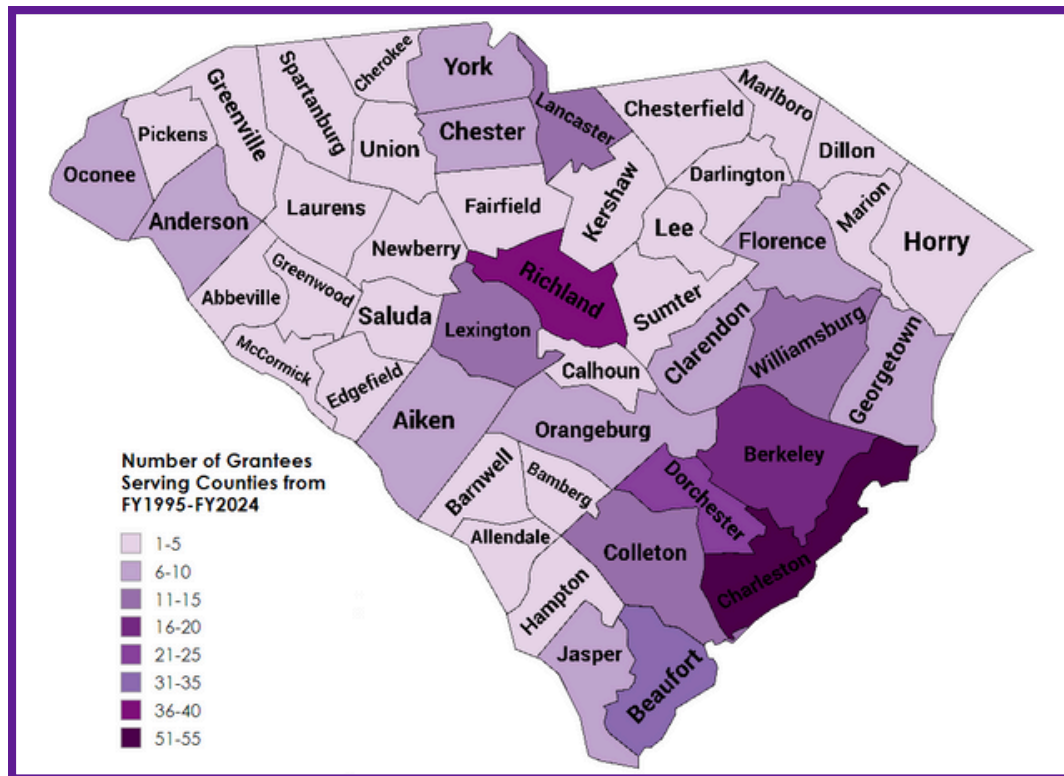 Cherokee
York
Spartanburg
Greenville
Lancaster
Marlboro
Chesterfield
Pickens
Chester
Union
Dillon
Oconee
Darlington
Kershaw
Marion
Anderson
Laurens
Fairfield
Lee
Florence
Horry
Newberry
Greenwood
Abbeville
Richland
Saluda
Sumter
Lexington
Clarendon
Williamsburg
Georgetown
McCormick
Edgefield
Calhoun
Aiken
Orangeburg
Berkeley
Barnwell
Bamberg
Dorchester
Allendale
Colleton
Charleston
Hampton
Jasper
Beaufort
Number of Grantees
Serving Counties from
FY1995-FY2024
1-5
6-10
11-15
16-20
21-25
31-35
36-40
51-55